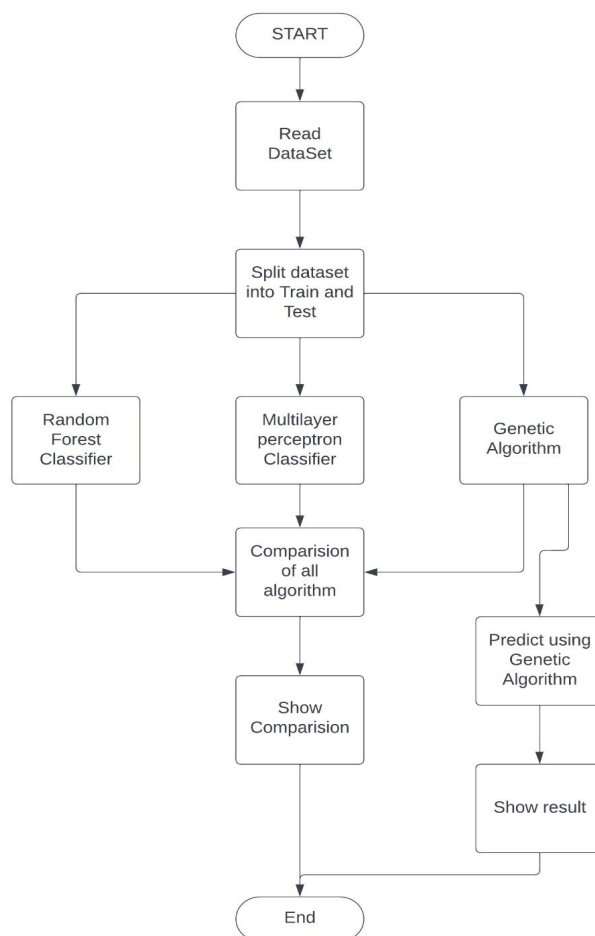 START
Read
DataSet
Split dataset
into Train and
Test
Random
Forest
Classifier
Multilayer
perceptron
Classifier
Genetic
Algorithm
Comparision
of all
algorithm
Predict using
Genetic
Algorithm
Show
Comparision
Show result
End